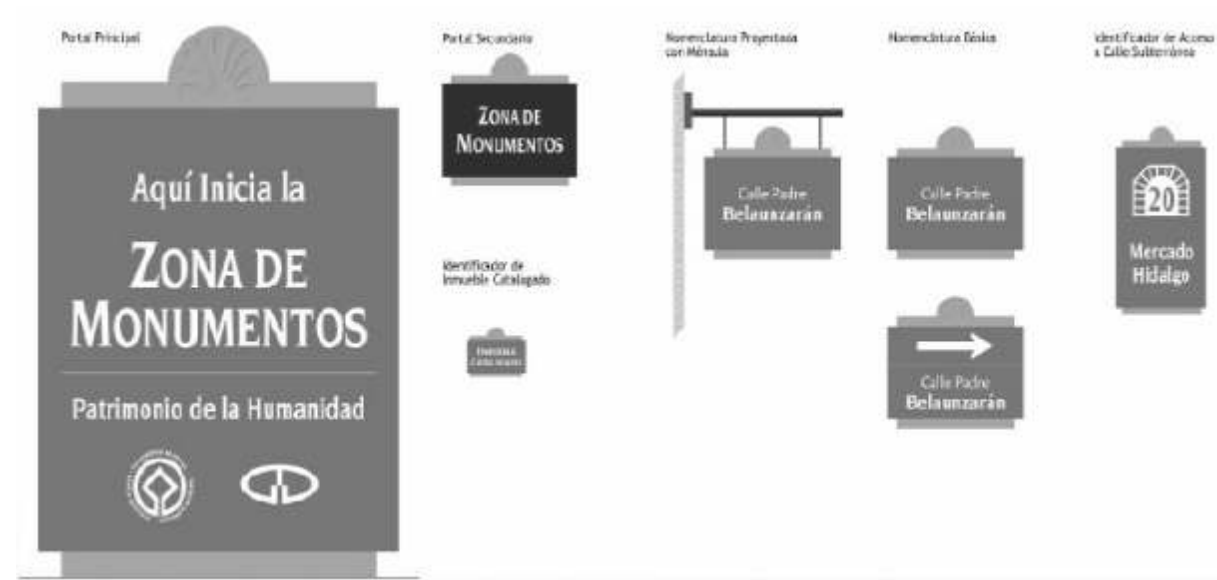 Portal Principal
Aquí Inicia la
ZONA DE
MONUMENTOS
Patrimonio de la Humanidad
Portal Secundario
ZONA DE
MONUMENTOS
Identificador de
Inmueble Catalogado
Nomenclatura Proyectada
con Ménsula
Calle Padre
Belaunzarán
Nomenclatura Básica
Calle Padre
Belaunzarán
Calle Padre
Belaunzarán
Identificador de Acceso
a Calle Subterránea
20
Mercado
Hidalgo